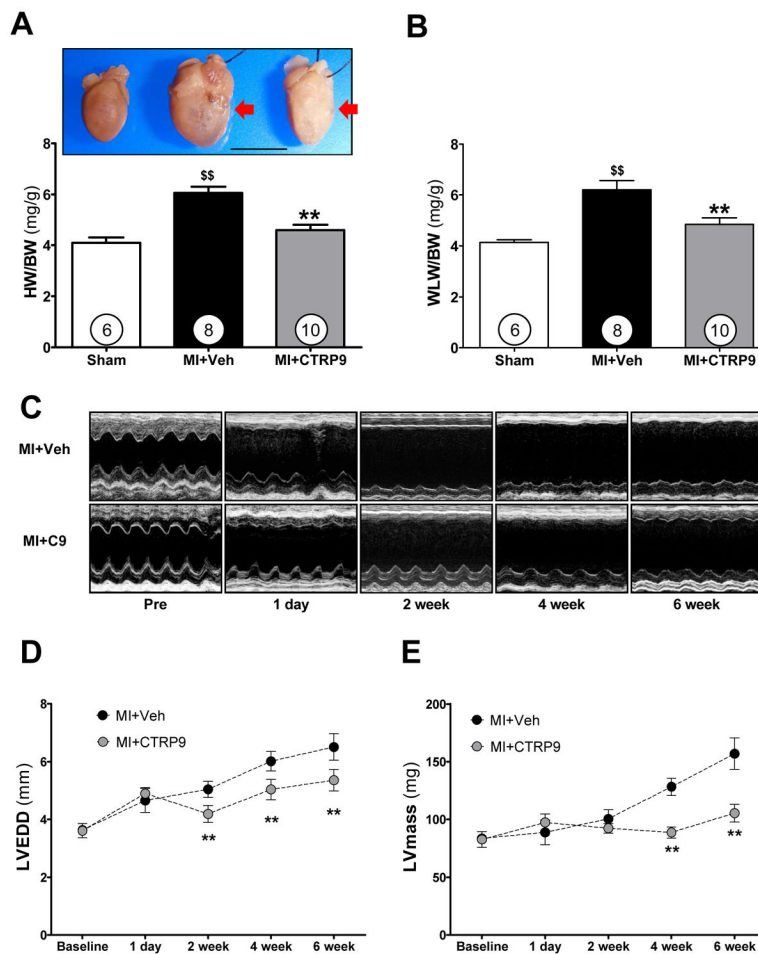 A
8
6
4
2
0
HW/BW (mg/g)
$$
**
6
8
10
Sham
MI+Veh
MI+CTRP9
B
8
6
4
2
0
WLW/BW (mg/g)
$$
**
6
8
10
Sham
MI+Veh
MI+CTRP9
C
MI+Veh
MI+C9
Pre
1 day
2 week
4 week
6 week
D
8
6
4
2
0
LVEDD (mm)
MI+Veh
MI+CTRP9
**
**
**
Baseline
1 day
2 week
4 week
6 week
E
200
150
100
50
0
LVmass (mg)
MI+Veh
MI+CTRP9
**
**
Baseline
1 day
2 week
4 week
6 week